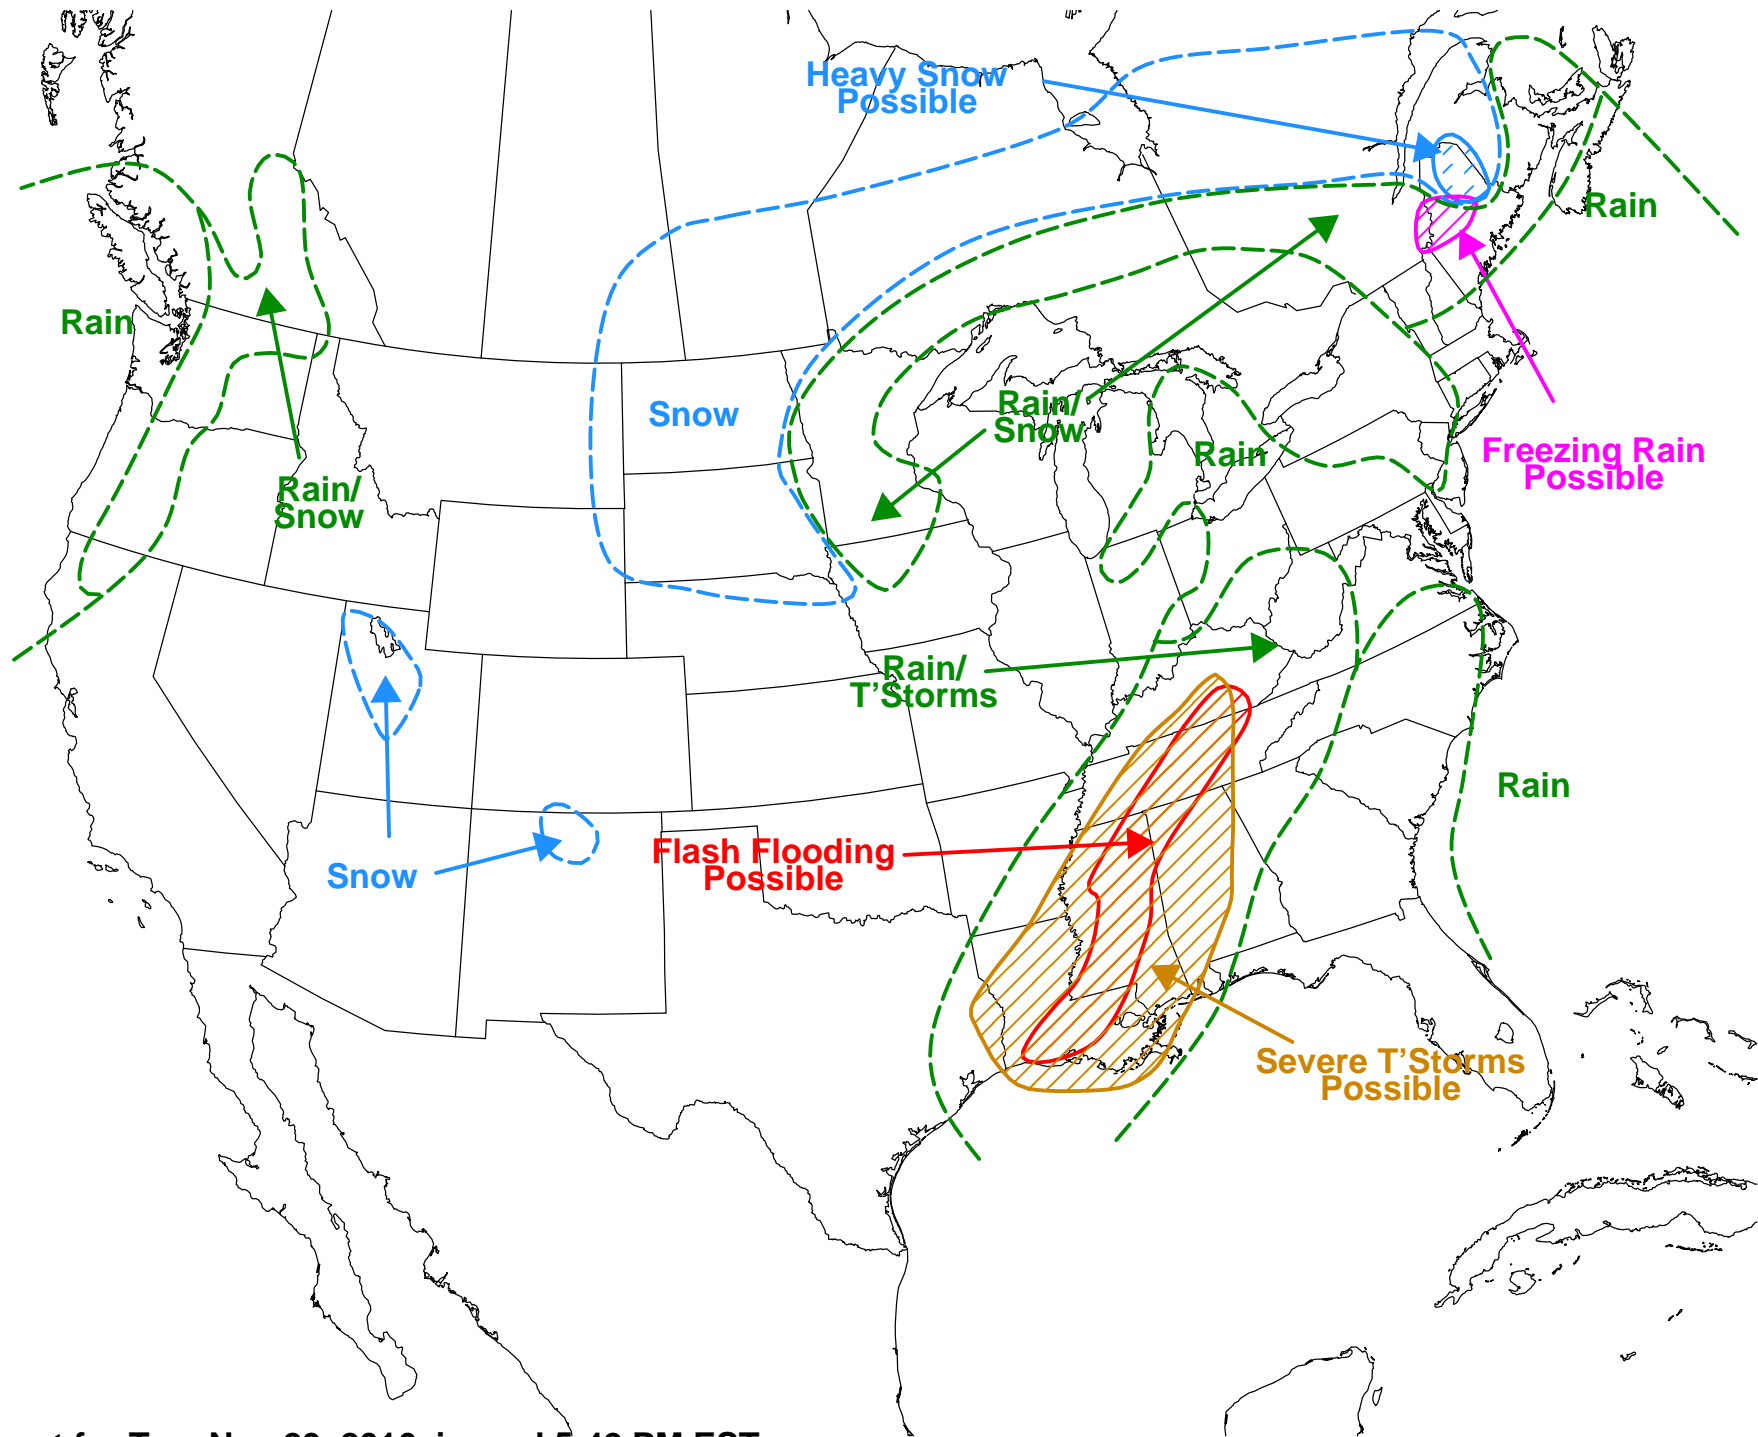 Heavy Snow
Possible
Rain
Rain
Snow
Rain/
Snow
Rain
Freezing Rain
Possible
Rain/
Snow
Rain/
T'Storms
Rain
Flash Flooding
Possible
Snow
Severe T'Storms
Possible